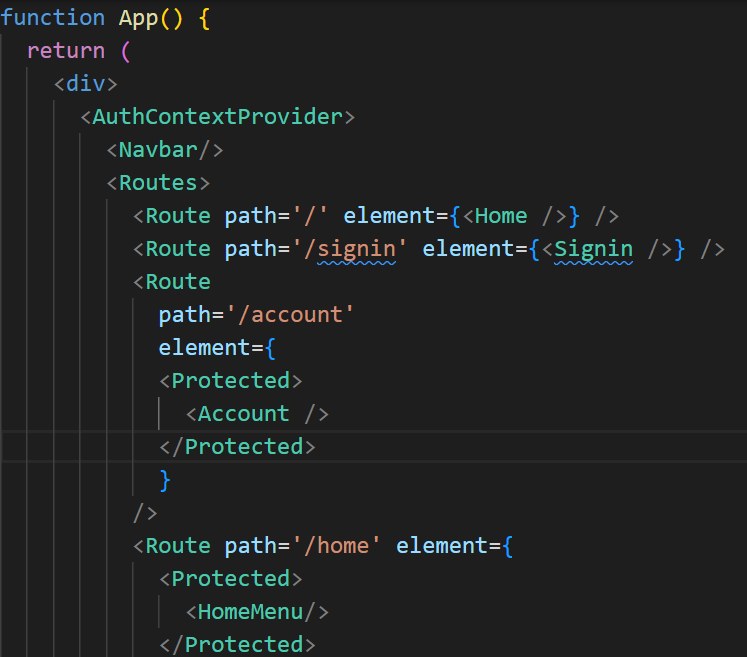 function App() {
return (
<div>
<AuthContextProvider>
<Navbar/>
<Routes>
<Route path='/' element={<Home />} />
<Route path='/signin' element={<Signin />} />
<Route
path='/account'
element={
<Protected>
<Account />
</Protected>
}
/>
<Route path='/home' element={
<Protected>
<HomeMenu/>
</Protected>